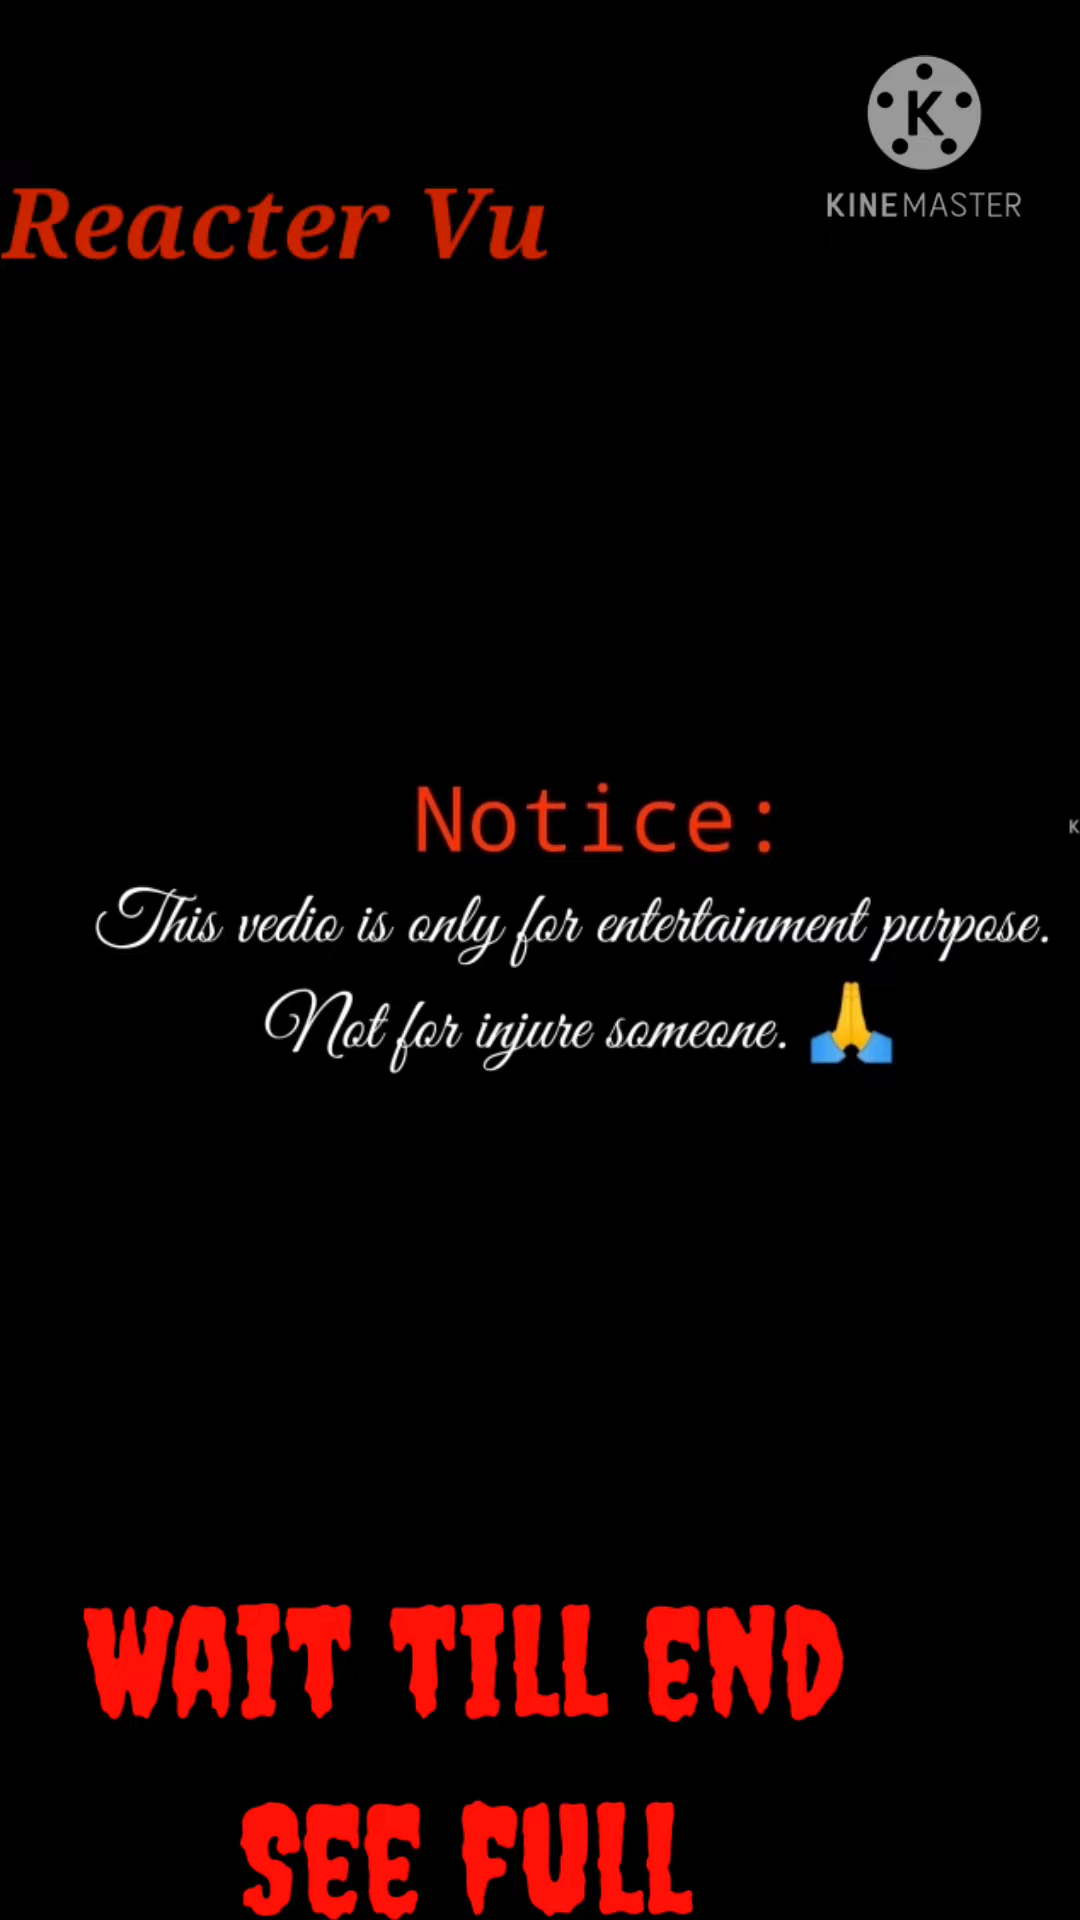 KINEMASTER
Reacter Vu
Notice:
K
This vedio is only for entertainment purpose.
Not for injure someone. 🙏
WAIT TILL END
SEE FULL